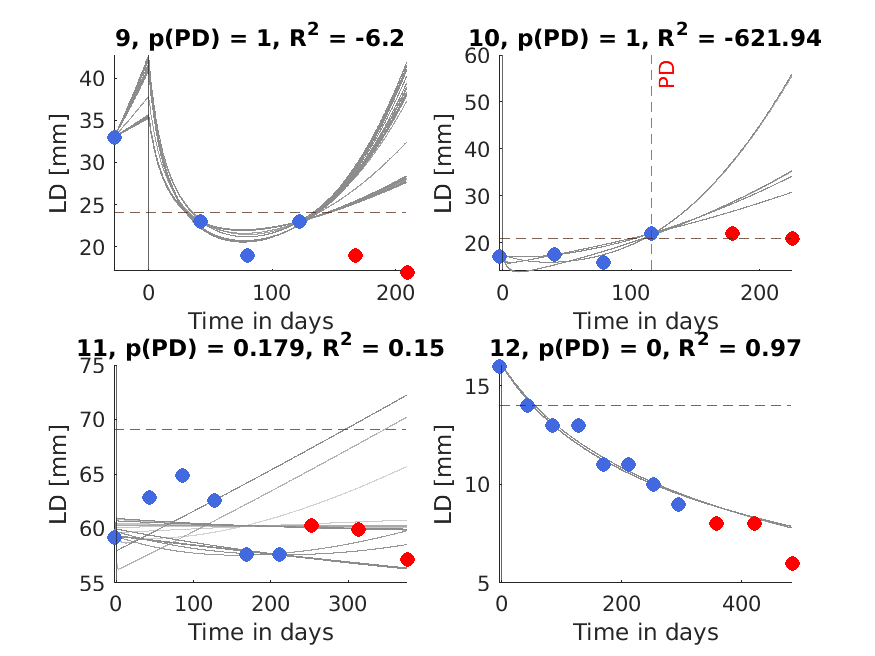 9, p(PD) = 1, R² = -6.2
40
35
30
25
20
LD [mm]
0
100
200
Time in days
10, p(PD) = 1, R² = -621.94
60
50
40
30
20
LD [mm]
PD
0
100
200
Time in days
11, p(PD) = 0.179, R² = 0.15
75
70
65
60
55
LD [mm]
0
100
200
300
Time in days
12, p(PD) = 0, R² = 0.97
15
10
5
LD [mm]
0
200
400
Time in days